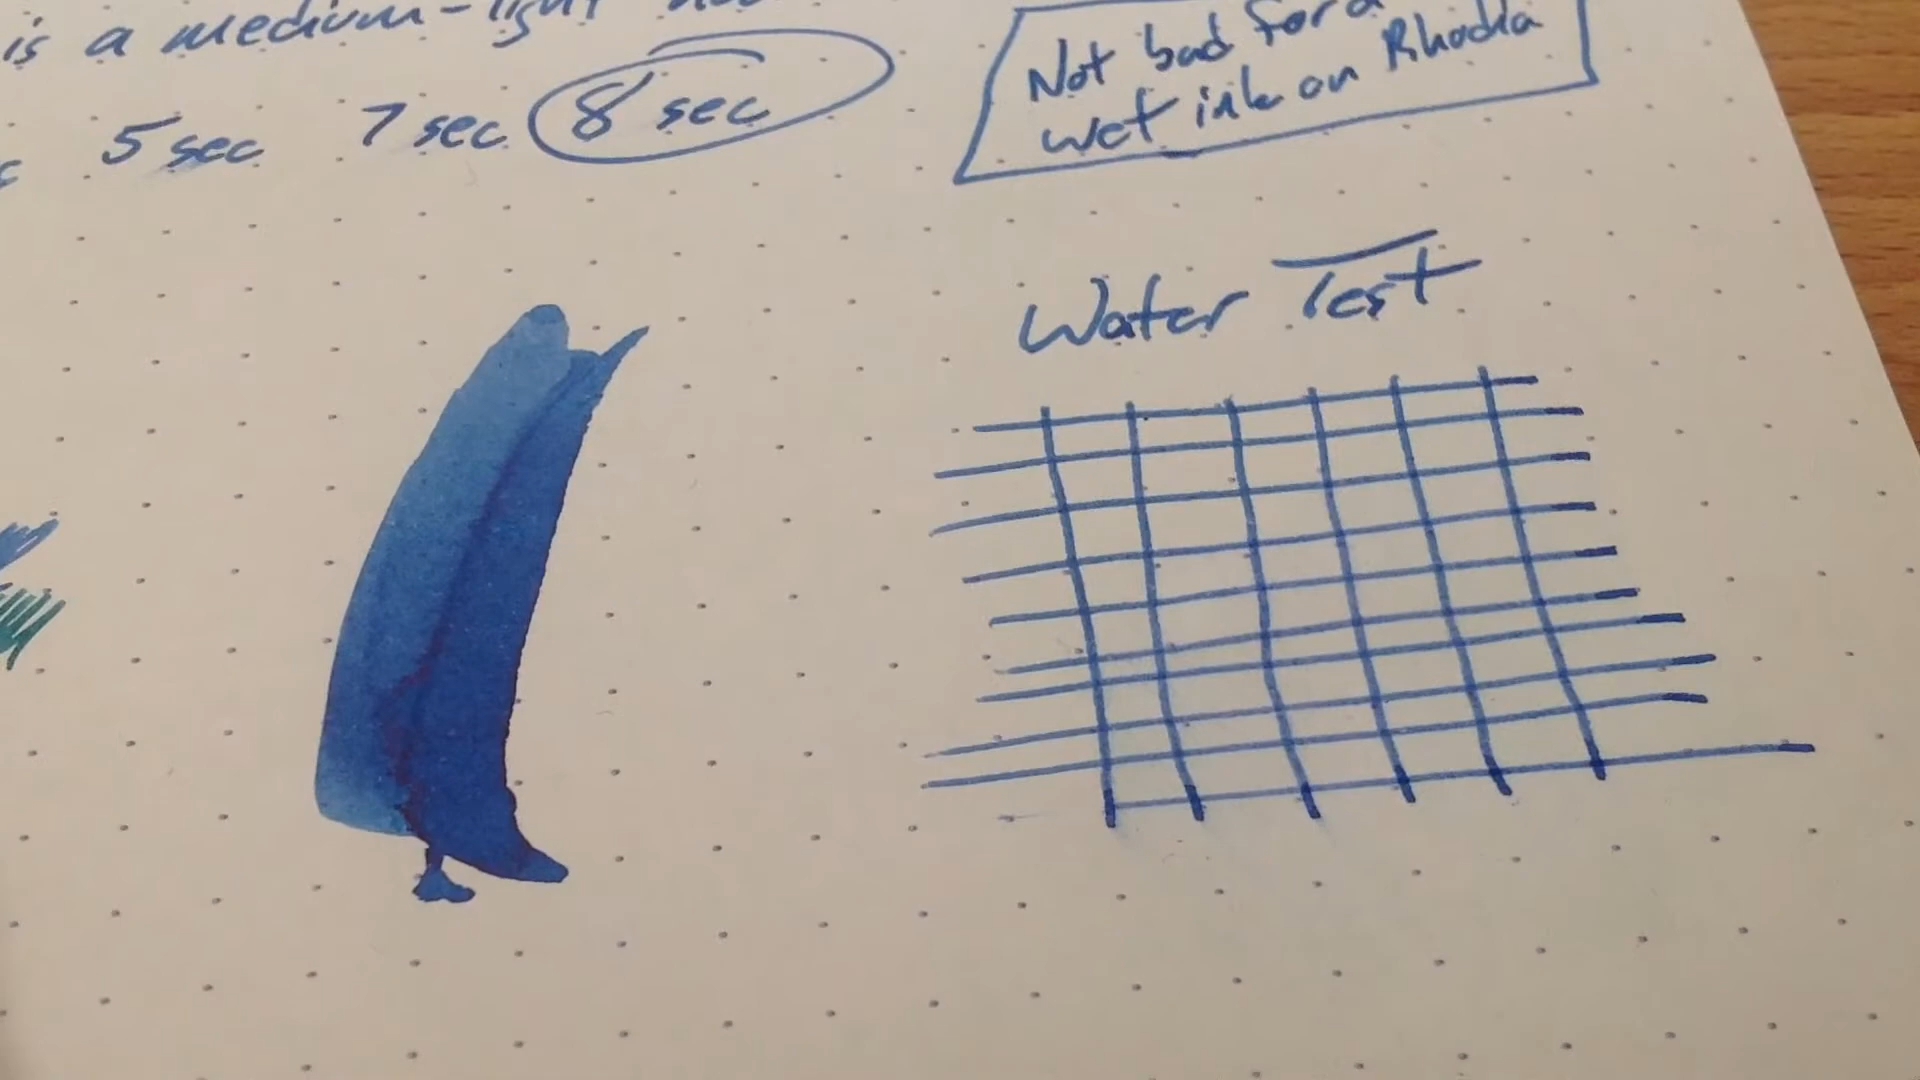 is a medium-light
5 sec 7 sec 8 sec
Not bad for a
wet ink on Rhodia
Water Test